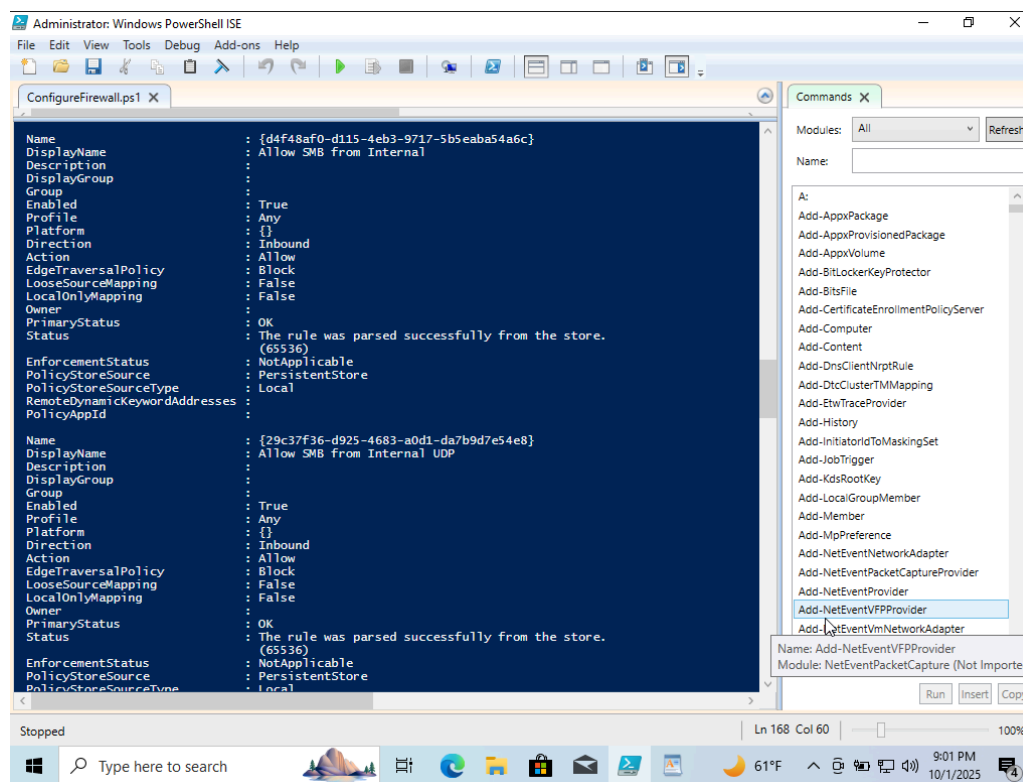 Administrator: Windows PowerShell ISE
File Edit View Tools Debug Add-ons Help
ConfigureFirewall.ps1 X
Name : {d4f48af0-d115-4eb3-9717-5b5eaba54a6c}
DisplayName : Allow SMB from Internal
Description :
DisplayGroup :
Group :
Enabled : True
Profile : Any
Platform : {}
Direction : Inbound
Action : Allow
EdgeTraversalPolicy : Block
LooseSourceMapping : False
LocalOnlyMapping : False
Owner :
PrimaryStatus : OK
Status : The rule was parsed successfully from the store.
(65536)
EnforcementStatus : NotApplicable
PolicyStoreSource : PersistentStore
PolicyStoreSourceType : Local
RemoteDynamicKeywordAddresses :
PolicyAppId :
Name : {29c37f36-d925-4683-a0d1-da7b9d7e54e8}
DisplayName : Allow SMB from Internal UDP
Description :
DisplayGroup :
Group :
Enabled : True
Profile : Any
Platform : {}
Direction : Inbound
Action : Allow
EdgeTraversalPolicy : Block
LooseSourceMapping : False
LocalOnlyMapping : False
Owner :
PrimaryStatus : OK
Status : The rule was parsed successfully from the store.
(65536)
EnforcementStatus : NotApplicable
PolicyStoreSource : PersistentStore
PolicyStoreSourceType : Local
Commands X
Modules: All Refresh
Name:
A:
Add-AppxPackage
Add-AppxProvisionedPackage
Add-AppxVolume
Add-BitLockerKeyProtector
Add-BitsFile
Add-CertificateEnrollmentPolicyServer
Add-Computer
Add-Content
Add-DnsClientNrptRule
Add-DtcClusterTMMapping
Add-EtwTraceProvider
Add-History
Add-InitiatorIdToMaskingSet
Add-JobTrigger
Add-KdsRootKey
Add-LocalGroupMember
Add-Member
Add-MpPreference
Add-NetEventNetworkAdapter
Add-NetEventPacketCaptureProvider
Add-NetEventProvider
Add-NetEventVFPProvider
Add-NetEventVmNetworkAdapter
Name: Add-NetEventVFPProvider
Module: NetEventPacketCapture (Not Importe
Run Insert Copy
Stopped Ln 168 Col 60 100%
Type here to search 61°F 9:01 PM
10/1/2025 4